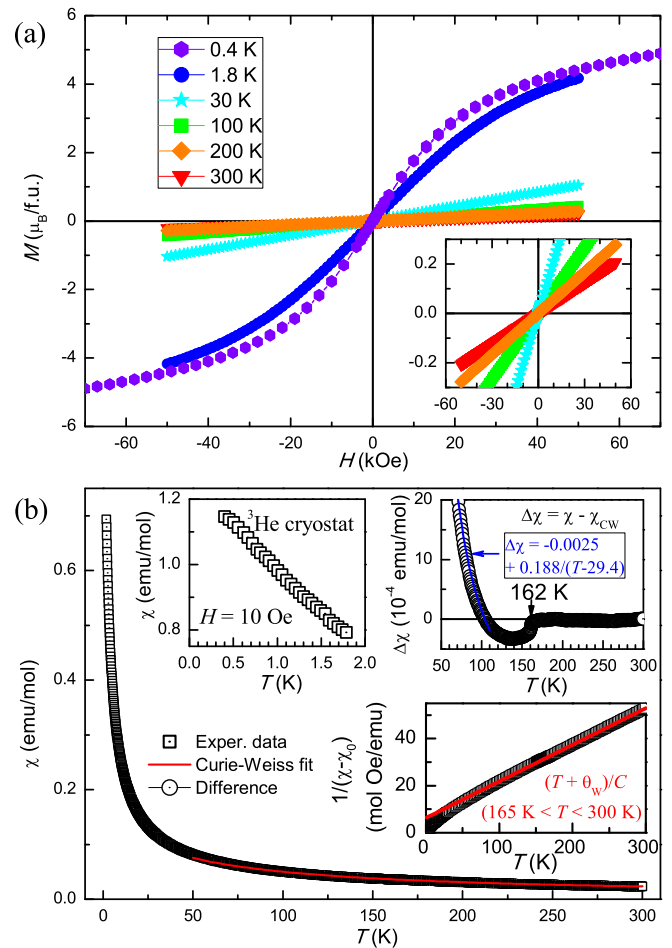 (a)
6
4
2
0
-2
-4
-6
M (μB/f.u.)
0.4 K
1.8 K
30 K
100 K
200 K
300 K
0.2
0.0
-0.2
-60 -30 0 30 60
-60 -40 -20 0 20 40 60
H (kOe)
(b)
0.6
0.4
0.2
0.0
χ (emu/mol)
1.2
1.0
0.8
χ (emu/mol)
³He cryostat
H = 10 Oe
0.0 0.5 1.0 1.5 2.0
T (K)
20
15
10
5
0
-5
Δχ (10⁻⁴ emu/mol)
Δχ = χ - χCW
Δχ = -0.0025
+ 0.188/(T-29.4)
162 K
50 100 150 200 250 300
T (K)
Exper. data
Curie-Weiss fit
Difference
40
20
0
1/(χ-χ₀)
(mol Oe/emu)
(T + θW)/C
(165 K < T < 300 K)
0 50 100 150 200 250 300
T (K)
0 50 100 150 200 250 300
T (K)